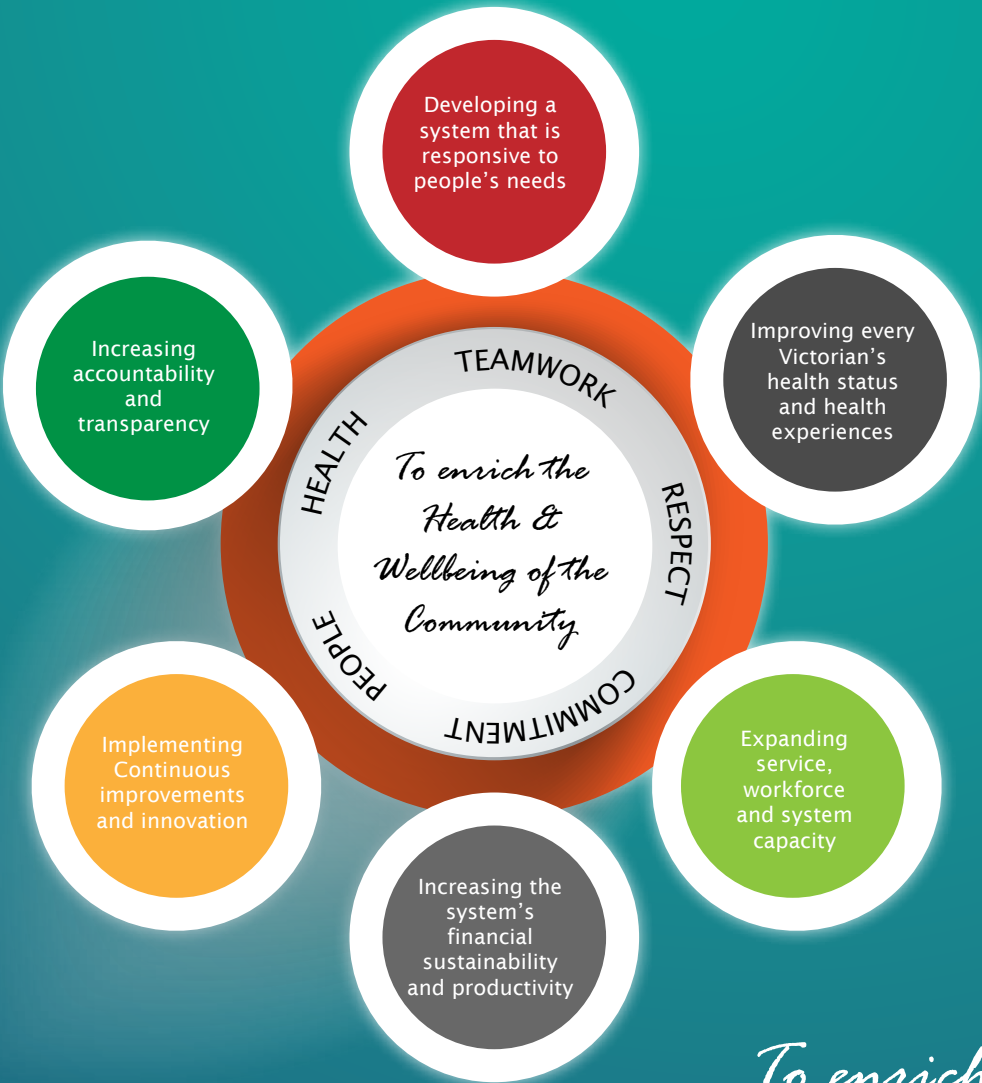 Developing a
system that is
responsive to
people’s needs
Improving every
Victorian’s
health status
and health
experiences
Expanding
service,
workforce
and system
capacity
Increasing the
system’s
financial
sustainability
and productivity
Implementing
Continuous
improvements
and innovation
Increasing
accountability
and
transparency
TEAMWORK
RESPECT
COMMITMENT
PEOPLE
HEALTH
To enrich the
Health &
Wellbeing of the
Community
To enrich